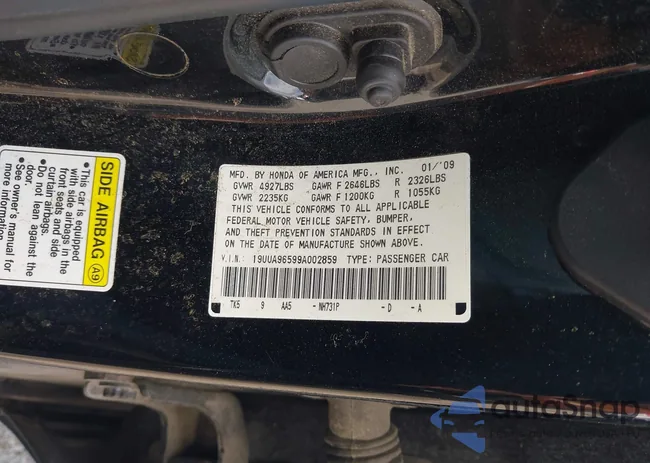 MFD. BY HONDA OF AMERICA MFG., INC. 01/'09
GVWR 4927LBS GAWR F 2646LBS R 2326LBS
GVWR 2235KG GAWR F 1200KG R 1055KG
THIS VEHICLE CONFORMS TO ALL APPLICABLE
FEDERAL MOTOR VEHICLE SAFETY, BUMPER,
AND THEFT PREVENTION STANDARDS IN EFFECT
ON THE DATE OF MANUFACTURE SHOWN ABOVE.
V.I.N.: 19UUA96599A002859 TYPE: PASSENGER CAR
TK5 9 AA5 -NH731P -D -A
SIDE AIRBAG A9
• This car is equipped
with side airbags in the
front seats and side
curtain airbags.
• Do not lean against the
door.
• See owner's manual for
more information.
autoSnap